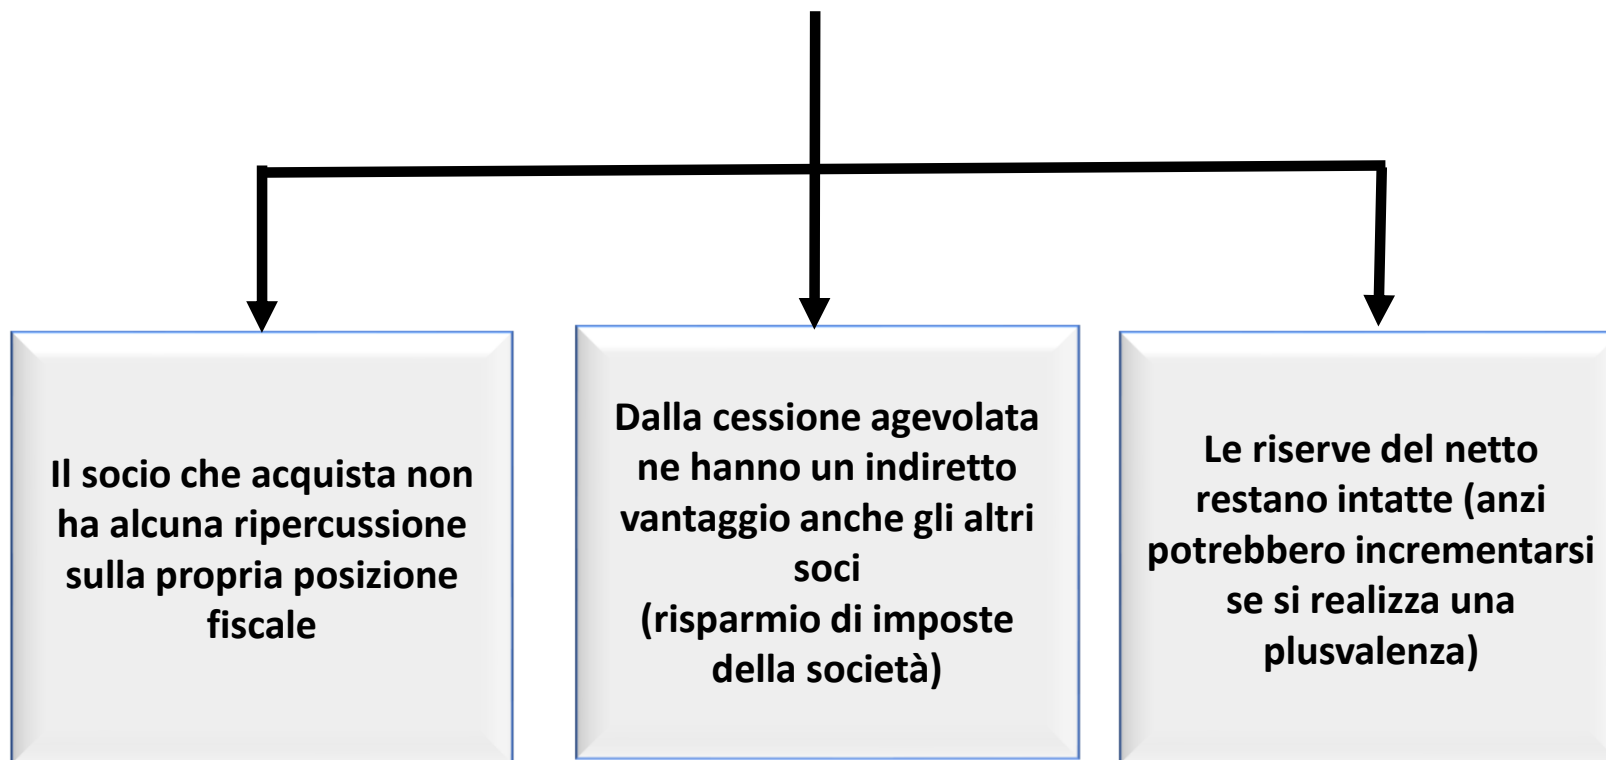 Il socio che acquista non
ha alcuna ripercussione
sulla propria posizione
fiscale
Dalla cessione agevolata
ne hanno un indiretto
vantaggio anche gli altri
soci
(risparmio di imposte
della società)
Le riserve del netto
restano intatte (anzi
potrebbero incrementarsi
se si realizza una
plusvalenza)